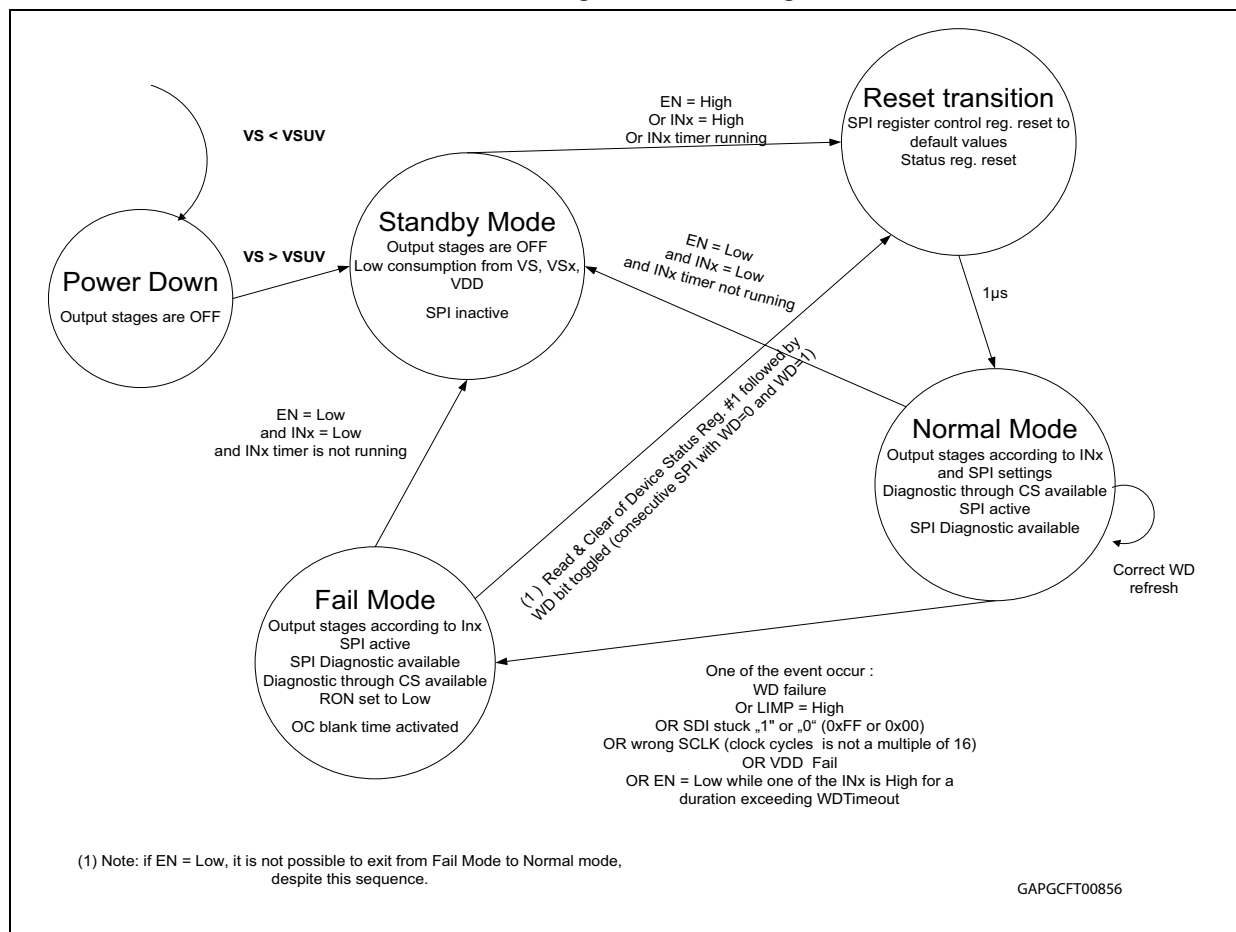 VS < VSUV
EN = High
Or INx = High
Or INx timer running
Reset transition
SPI register control reg. reset to
default values
Status reg. reset
Standby Mode
Output stages are OFF
Low consumption from VS, VSx,
VDD
SPI inactive
VS > VSUV
Power Down
Output stages are OFF
EN = Low
and INx = Low
and INx timer not running
1µs
EN = Low
and INx = Low
and INx timer is not running
(1 ) Read & Clear of Device Status Reg. #1 followed by
WD bit toggled (consecutive SPI with WD=0 and WD=1)
Normal Mode
Output stages according to INx
and SPI settings
Diagnostic through CS available
SPI active
SPI Diagnostic available
Correct WD
refresh
Fail Mode
Output stages according to Inx
SPI active
SPI Diagnostic available
Diagnostic through CS available
RON set to Low
OC blank time activated
One of the event occur :
WD failure
Or LIMP = High
OR SDI stuck „1" or „0“ (0xFF or 0x00)
OR wrong SCLK (clock cycles is not a multiple of 16)
OR VDD Fail
OR EN = Low while one of the INx is High for a
duration exceeding WDTimeout
(1) Note: if EN = Low, it is not possible to exit from Fail Mode to Normal mode,
despite this sequence.
GAPGCFT00856